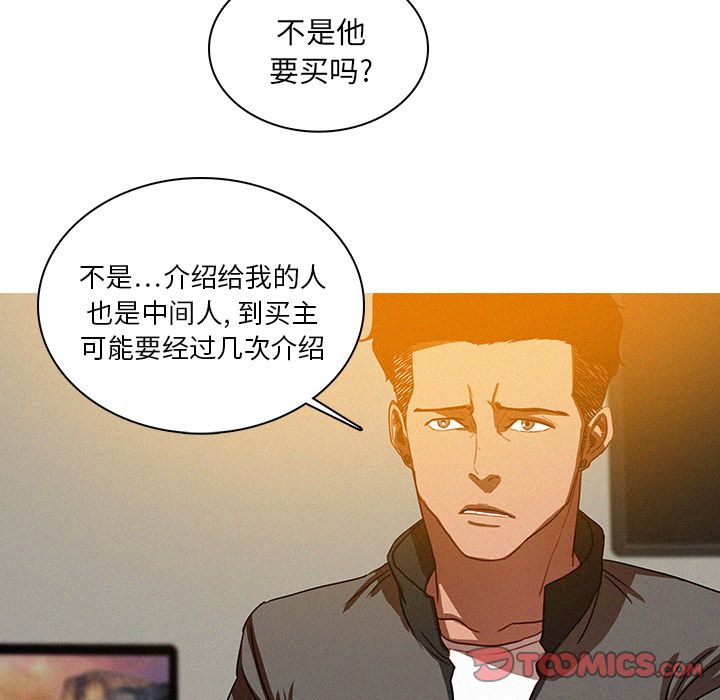 不是他
要买吗?
不是...介绍给我的人
也是中间人, 到买主
可能要经过几次介绍
TOOMICS.COM